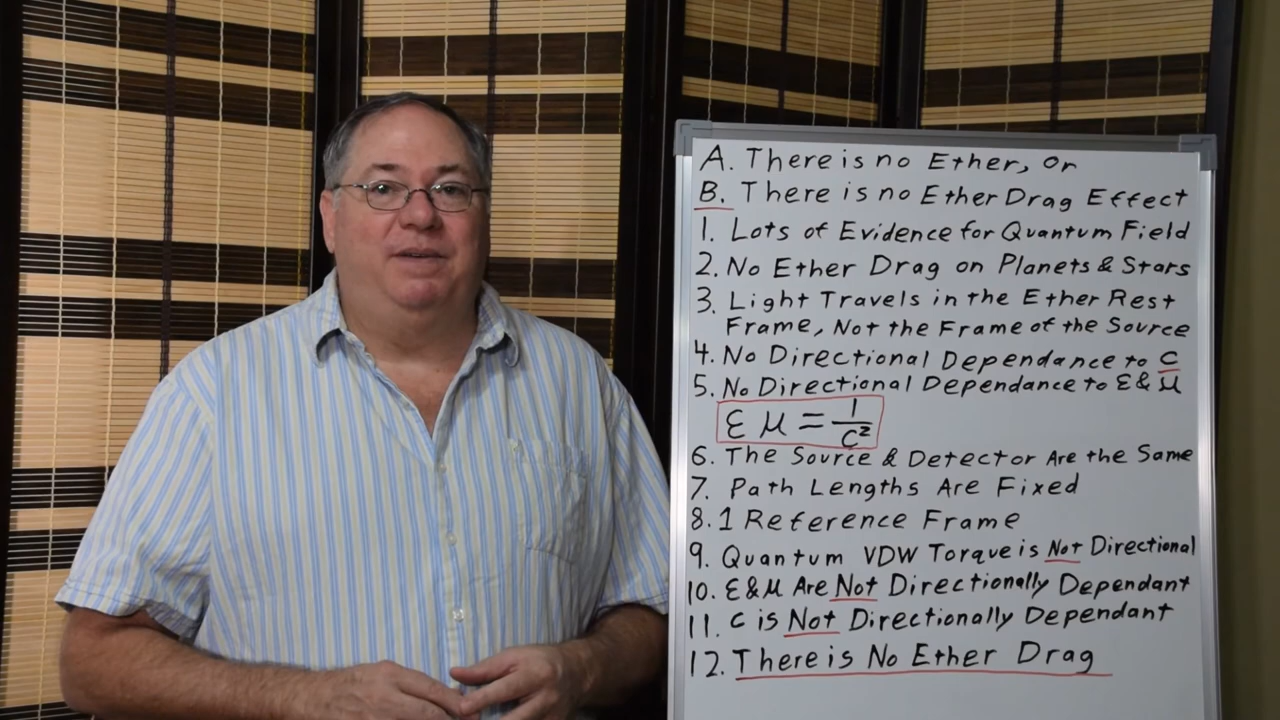 A. There is no Ether, or
B. There is no Ether Drag Effect
1. Lots of Evidence for Quantum Field
2. No Ether Drag on Planets & Stars
3. Light Travels in the Ether Rest
Frame, Not the Frame of the Source
4. No Directional Dependance to c
5. No Directional Dependance to ε & μ
ε μ = 1/c²
6. The Source & Detector Are the Same
7. Path Lengths Are Fixed
8. 1 Reference Frame
9. Quantum VDW Torque is Not Directional
10. ε & μ Are Not Directionally Dependant
11. c is Not Directionally Dependant
12. There is No Ether Drag